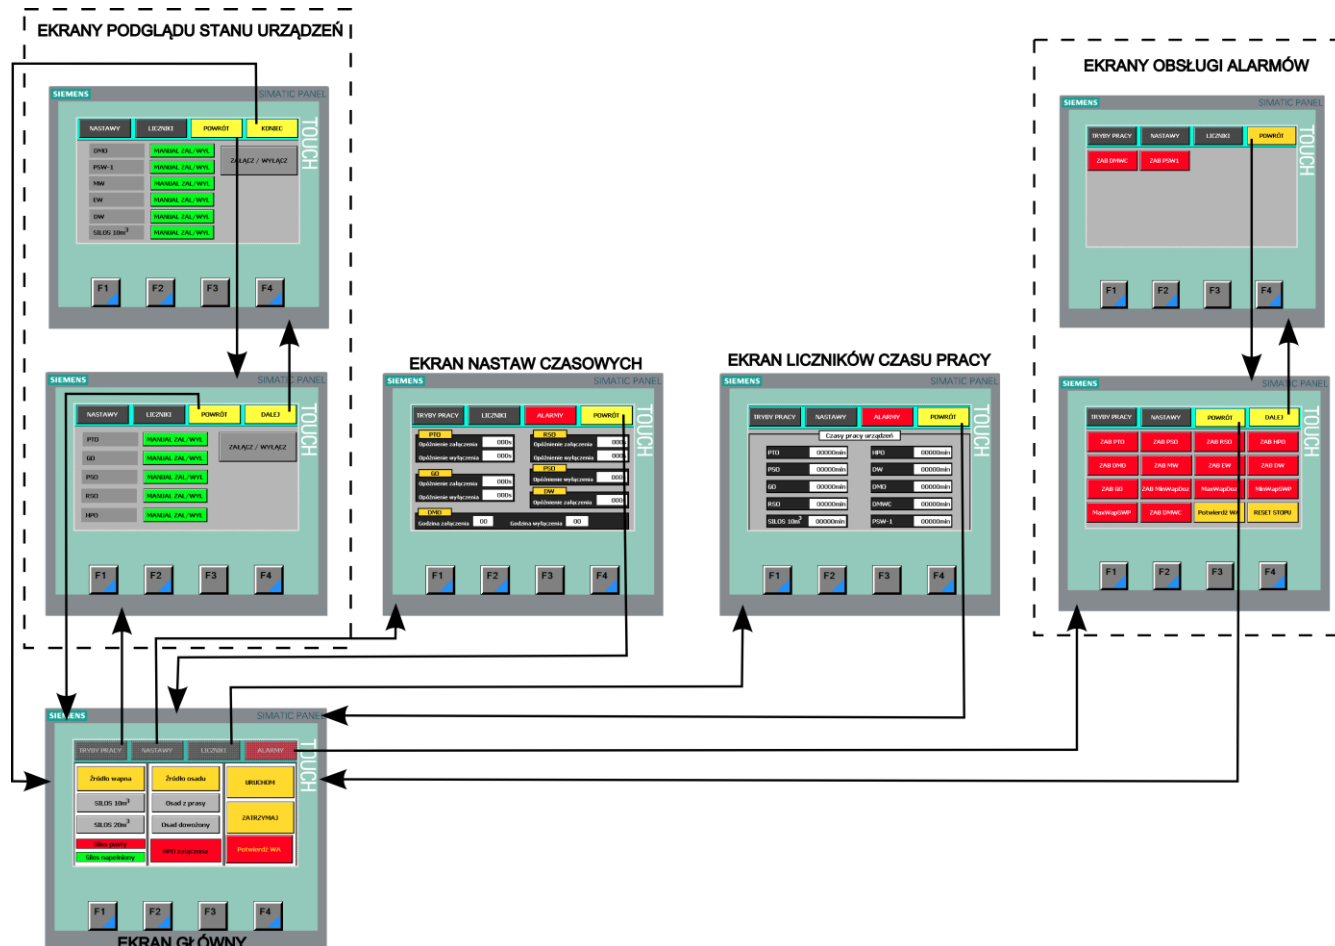 EKRANY PODGLĄDU STANU URZĄDZEŃ
SIEMENS
SIMATIC PANEL
TOUCH
NASTAWY
LICZNIKI
POWRÓT
KONIEC
DMO
MANUAL ZAL/WYL
ZAŁĄCZ / WYŁĄCZ
PSW-1
MANUAL ZAL/WYL
MW
MANUAL ZAL/WYL
EW
MANUAL ZAL/WYL
DW
MANUAL ZAL/WYL
SILOS 10m³
MANUAL ZAL/WYL
F1
F2
F3
F4
EKRANY OBSŁUGI ALARMÓW
SIEMENS
SIMATIC PANEL
TOUCH
TRYBY PRACY
NASTAWY
LICZNIKI
POWRÓT
ZAB DMWC
ZAB PSW1
F1
F2
F3
F4
SIEMENS
SIMATIC PANEL
TOUCH
NASTAWY
LICZNIKI
POWRÓT
DALEJ
PTO
MANUAL ZAL/WYL
ZAŁĄCZ / WYŁĄCZ
GO
MANUAL ZAL/WYL
PSO
MANUAL ZAL/WYL
RSO
MANUAL ZAL/WYL
HPO
MANUAL ZAL/WYL
F1
F2
F3
F4
EKRAN NASTAW CZASOWYCH
SIEMENS
SIMATIC PANEL
TOUCH
TRYBY PRACY
LICZNIKI
ALARMY
POWRÓT
PTO
Opóźnienie załączenia 000s
Opóźnienie wyłączenia 000s
RSO
Opóźnienie załączenia 000s
Opóźnienie wyłączenia 000s
GO
Opóźnienie załączenia 000s
Opóźnienie wyłączenia 000s
PSO
Opóźnienie wyłączenia 000s
DW
Opóźnienie załączenia 000s
DMO
Godzina załączenia 00
Godzina wyłączenia 00
F1
F2
F3
F4
EKRAN LICZNIKÓW CZASU PRACY
SIEMENS
SIMATIC PANEL
TOUCH
TRYBY PRACY
NASTAWY
ALARMY
POWRÓT
Czasy pracy urządzeń
PTO 00000min
HPO 00000min
PSO 00000min
DW 00000min
GO 00000min
DMO 00000min
RSO 00000min
DMWC 00000min
SILOS 10m³ 00000min
PSW-1 00000min
F1
F2
F3
F4
SIEMENS
SIMATIC PANEL
TOUCH
TRYBY PRACY
NASTAWY
POWRÓT
DALEJ
ZAB PTO
ZAB PSO
ZAB RSO
ZAB HPO
ZAB DMO
ZAB MW
ZAB EW
ZAB DW
ZAB GO
ZAB MinWapDoz
MaxWapDoz
MinWapSWP
MaxWapSWP
ZAB DMWC
Potwierdź WA
RESET STOPU
F1
F2
F3
F4
SIEMENS
SIMATIC PANEL
TOUCH
TRYBY PRACY
NASTAWY
LICZNIKI
ALARMY
Źródło wapna
Źródło osadu
URUCHOM
SILOS 10m³
Osad z prasy
SILOS 20m³
Osad dowożony
ZATRZYMAJ
Silos pusty
Silos napełniony
HPO załączona
Potwierdź WA
F1
F2
F3
F4
EKRAN GŁÓWNY